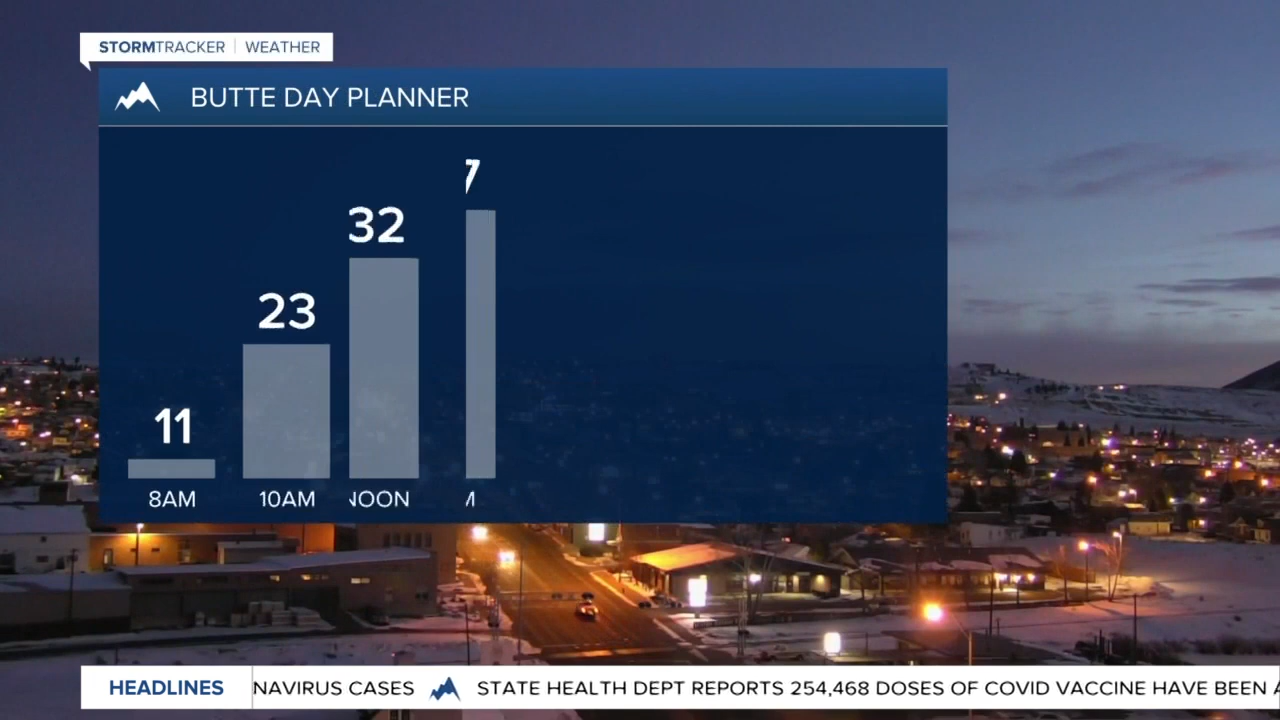 STORMTRACKER | WEATHER
BUTTE DAY PLANNER
7
32
23
11
8AM 10AM NOON M
HEADLINES NAVIRUS CASES STATE HEALTH DEPT REPORTS 254,468 DOSES OF COVID VACCINE HAVE BEEN A